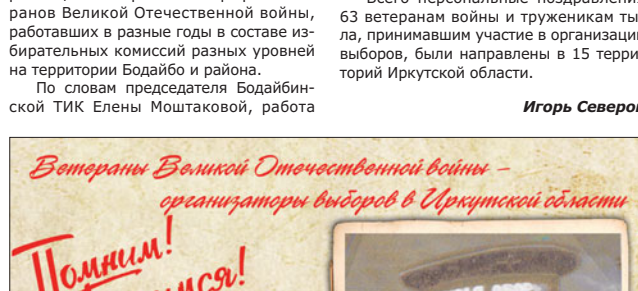 ранов Великой Отечественной войны,
работавших в разные годы в составе из-
бирательных комиссий разных уровней
на территории Бодайбо и района.
По словам председателя Бодайбин-
ской ТИК Елены Моштаковой, работа
63 ветеранам войны и труженикам ты-
ла, принимавшим участие в организации
выборов, были направлены в 15 терри-
торий Иркутской области.
Игорь Северов
Ветераны Великой Отечественной войны –
организаторы выборов в Иркутской области
Помним!